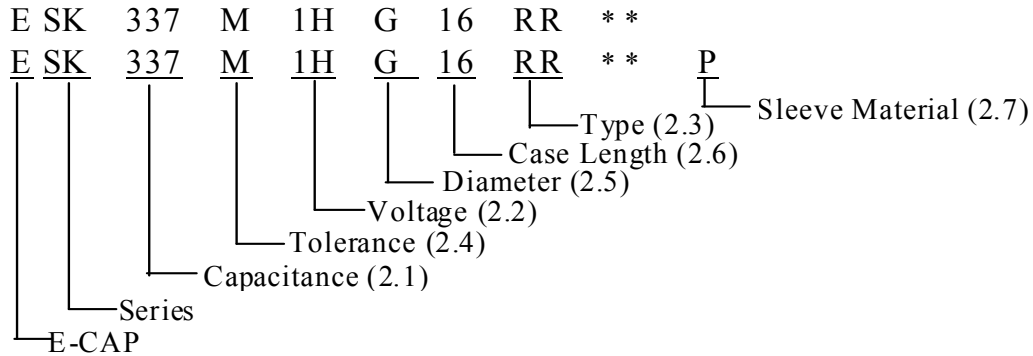 E SK 337 M 1H G 16 RR * *
E SK 337 M 1H G 16 RR * * P
Sleeve Material (2.7)
Type (2.3)
Case Length (2.6)
Diameter (2.5)
Voltage (2.2)
Tolerance (2.4)
Capacitance (2.1)
Series
E-CAP